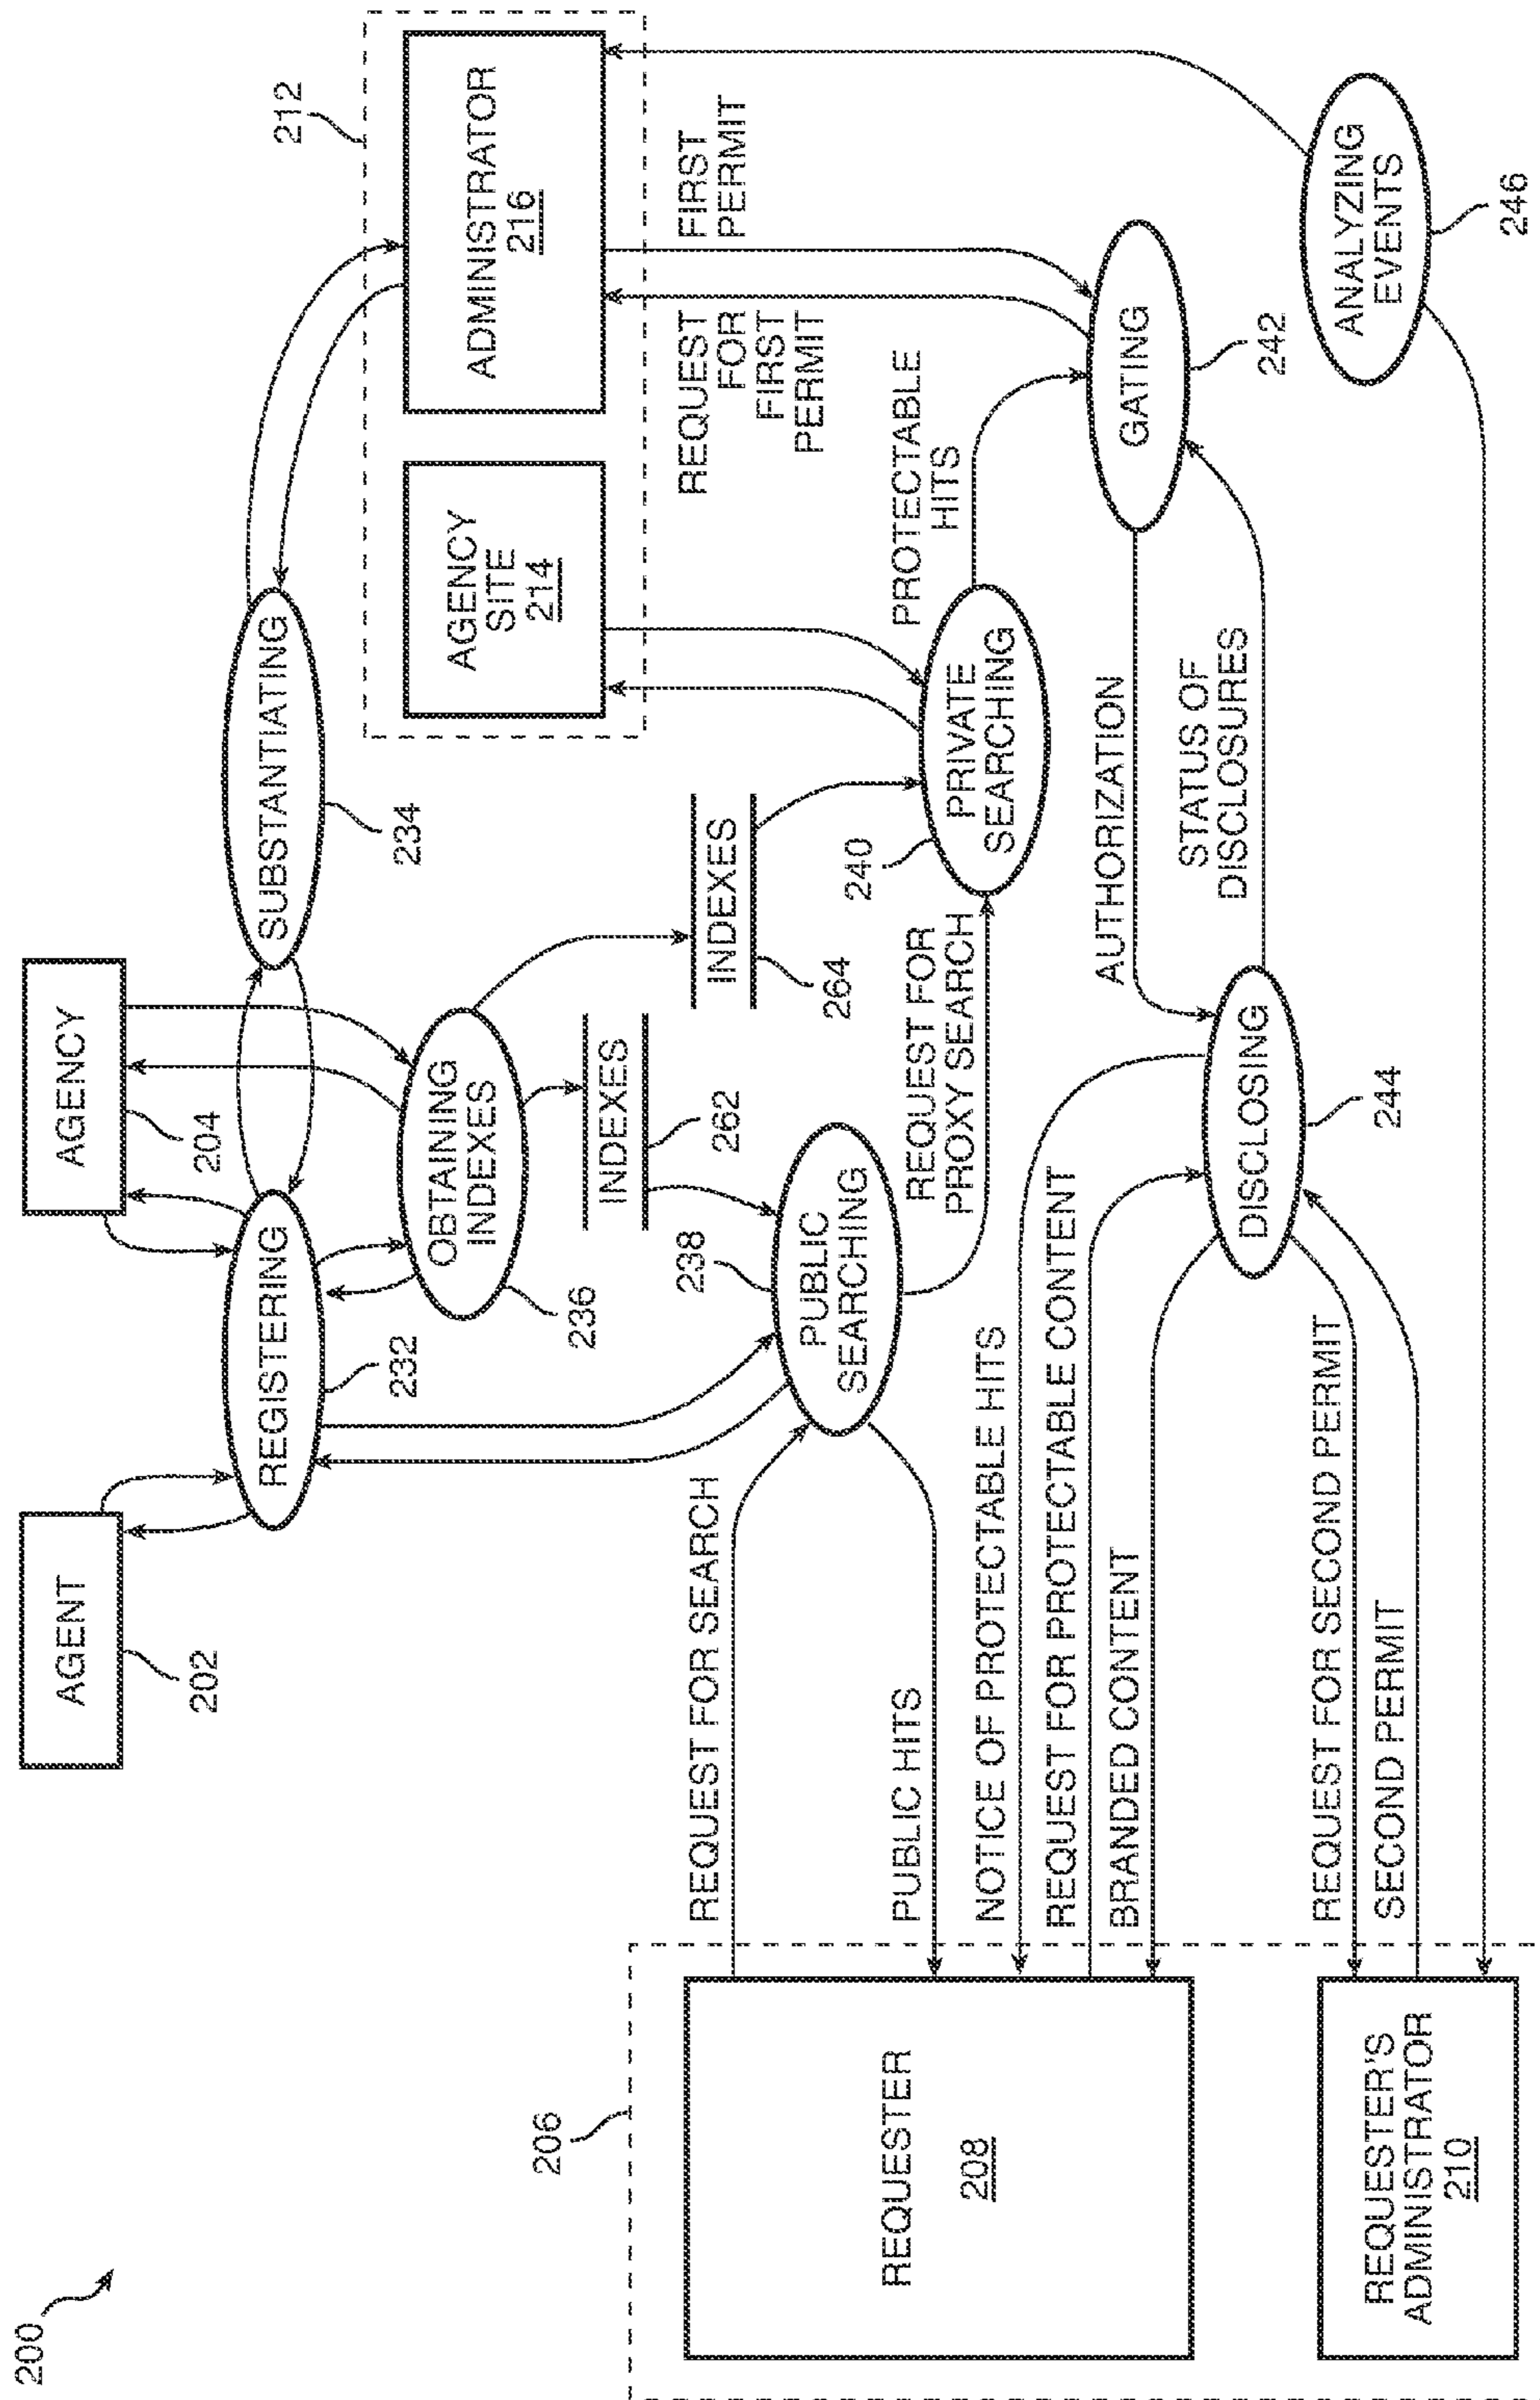 200
AGENT
202
AGENCY
204
REGISTERING
232
SUBSTANTIATING
234
212
OBTAINING
INDEXES
236
AGENCY
SITE
214
ADMINISTRATOR
216
INDEXES
262
INDEXES
264
206
REQUESTER
208
REQUEST FOR SEARCH
PUBLIC HITS
238
PUBLIC
SEARCHING
REQUEST FOR
PROXY SEARCH
240
PRIVATE
SEARCHING
PROTECTABLE
HITS
REQUEST
FOR
FIRST
PERMIT
FIRST
PERMIT
NOTICE OF PROTECTABLE HITS
REQUEST FOR PROTECTABLE CONTENT
BRANDED CONTENT
AUTHORIZATION
STATUS OF
DISCLOSURES
GATING
242
DISCLOSING
244
REQUESTER'S
ADMINISTRATOR
210
REQUEST FOR SECOND PERMIT
SECOND PERMIT
ANALYZING
EVENTS
246